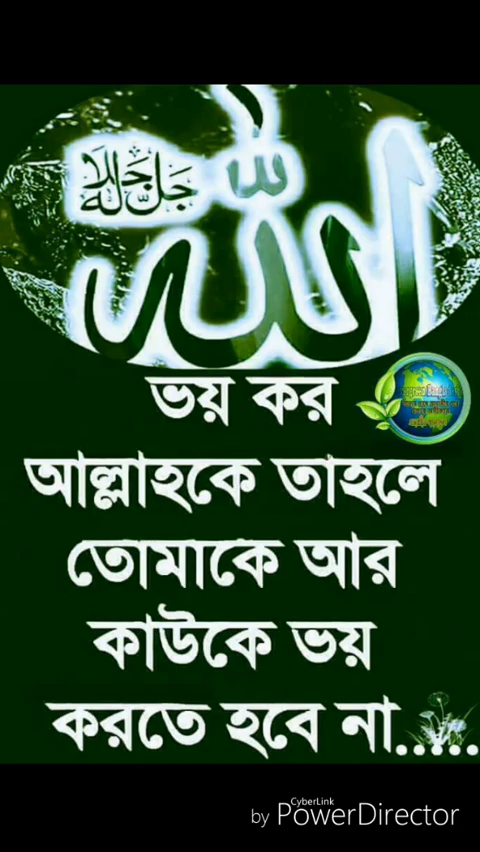 الله
جل جلاله
ভয় কর
আল্লাহকে তাহলে
তোমাকে আর
কাউকে ভয়
করতে হবে না.....
CyberLink
by PowerDirector